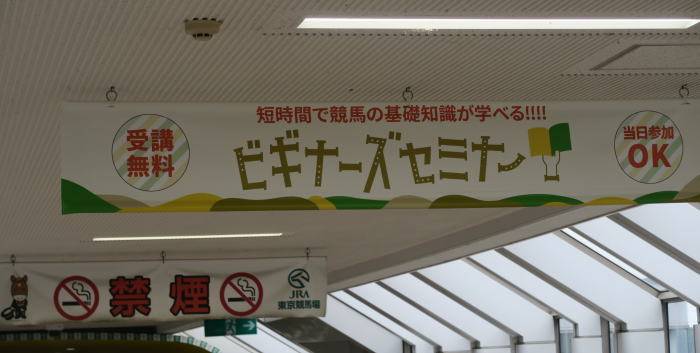 短時間で競馬の基礎知識が学べる!!!!
受講
無料
ビギナーズセミナー
当日参加
OK
禁煙
JRA
東京競馬場